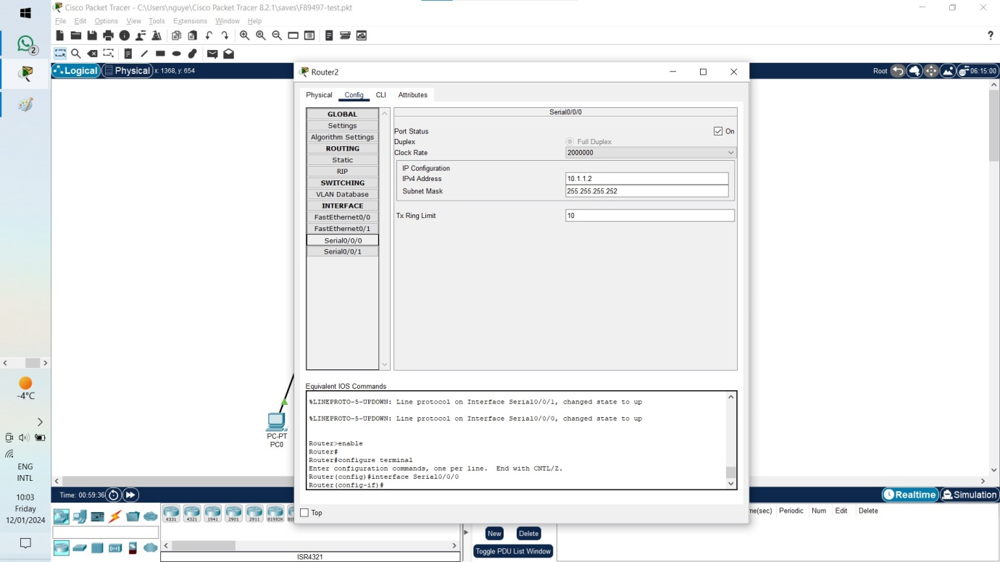 Cisco Packet Tracer - C:\Users\nguye\Cisco Packet Tracer 8.2.1\saves\F89497-test.pkt
File Edit Options View Tools Extensions Window Help
?
2
Logical Physical x: 1368, y: 654
Root 06:15:00
Router2
Physical Config CLI Attributes
GLOBAL
Settings
Algorithm Settings
ROUTING
Static
RIP
SWITCHING
VLAN Database
INTERFACE
FastEthernet0/0
FastEthernet0/1
Serial0/0/0
Serial0/0/1
Serial0/0/0
Port Status On
Duplex Full Duplex
Clock Rate 2000000
IP Configuration
IPv4 Address 10.1.1.2
Subnet Mask 255.255.255.252
Tx Ring Limit 10
Equivalent IOS Commands
%LINEPROTO-5-UPDOWN: Line protocol on Interface Serial0/0/1, changed state to up
%LINEPROTO-5-UPDOWN: Line protocol on Interface Serial0/0/0, changed state to up
Router>enable
Router#
Router#configure terminal
Enter configuration commands, one per line. End with CNTL/Z.
Router(config)#interface Serial0/0/0
Router(config-if)#
Top
PC-PT
PC0
-4°C
ENG
INTL
10:03
Friday
12/01/2024
Time: 00:59:36
Realtime Simulation
4331 4321 1941 2901 2911 819IOX
ISR4321
New Delete
Toggle PDU List Window
Periodic Num Edit Delete